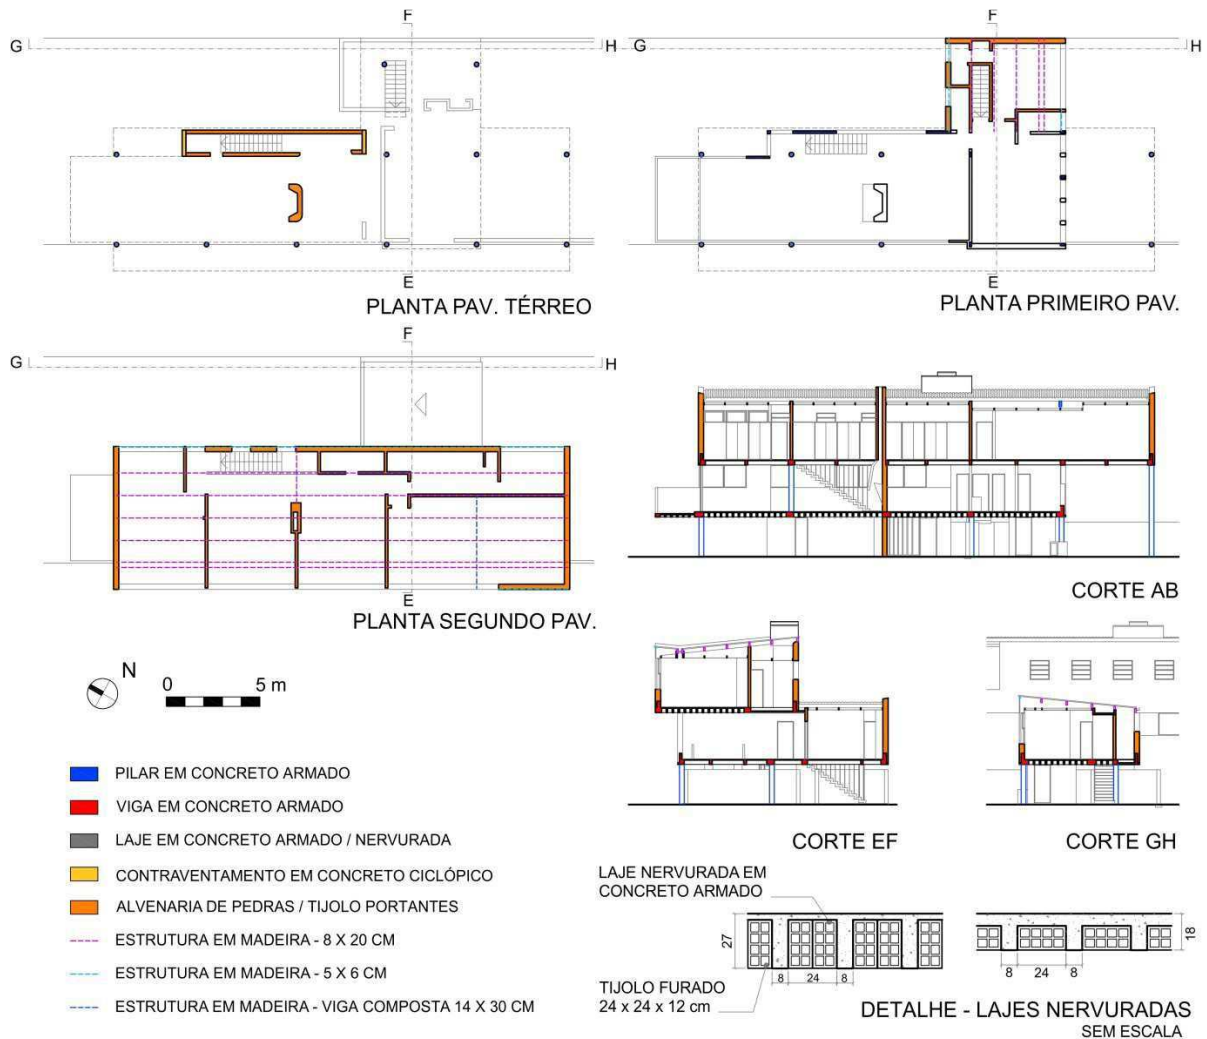 F
F
G
H
G
H
E
E
PLANTA PAV. TÉRREO
PLANTA PRIMEIRO PAV.
F
G
H
E
PLANTA SEGUNDO PAV.
CORTE AB
N
0
5 m
CORTE EF
CORTE GH
PILAR EM CONCRETO ARMADO
VIGA EM CONCRETO ARMADO
LAJE EM CONCRETO ARMADO / NERVURADA
CONTRAVENTAMENTO EM CONCRETO CICLÓPICO
ALVENARIA DE PEDRAS / TIJOLO PORTANTES
ESTRUTURA EM MADEIRA - 8 X 20 CM
ESTRUTURA EM MADEIRA - 5 X 6 CM
ESTRUTURA EM MADEIRA - VIGA COMPOSTA 14 X 30 CM
LAJE NERVURADA EM
CONCRETO ARMADO
27
18
8
24
8
8
24
8
TIJOLO FURADO
24 x 24 x 12 cm
DETALHE - LAJES NERVURADAS
SEM ESCALA